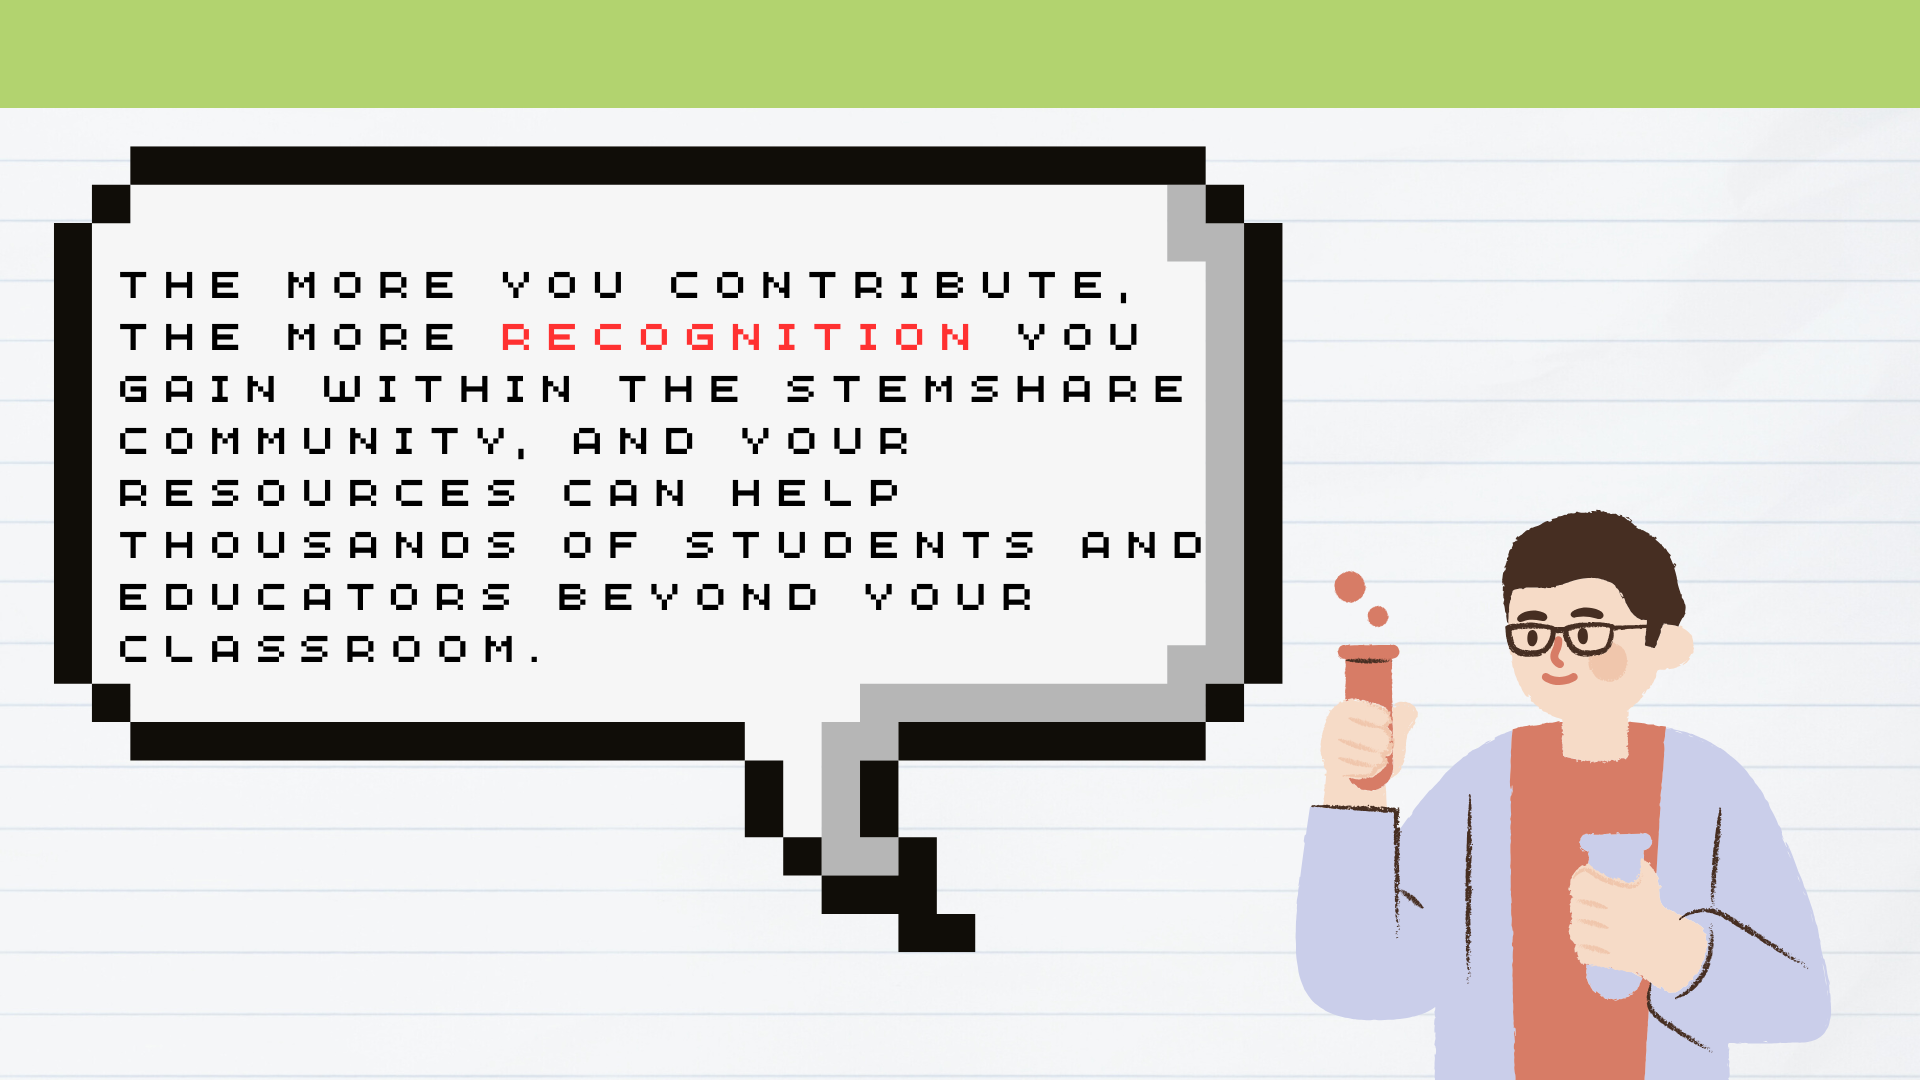 THE MORE YOU CONTRIBUTE,
THE MORE RECOGNITION YOU
GAIN WITHIN THE STEMSHARE
COMMUNITY, AND YOUR
RESOURCES CAN HELP
THOUSANDS OF STUDENTS AND
EDUCATORS BEYOND YOUR
CLASSROOM.